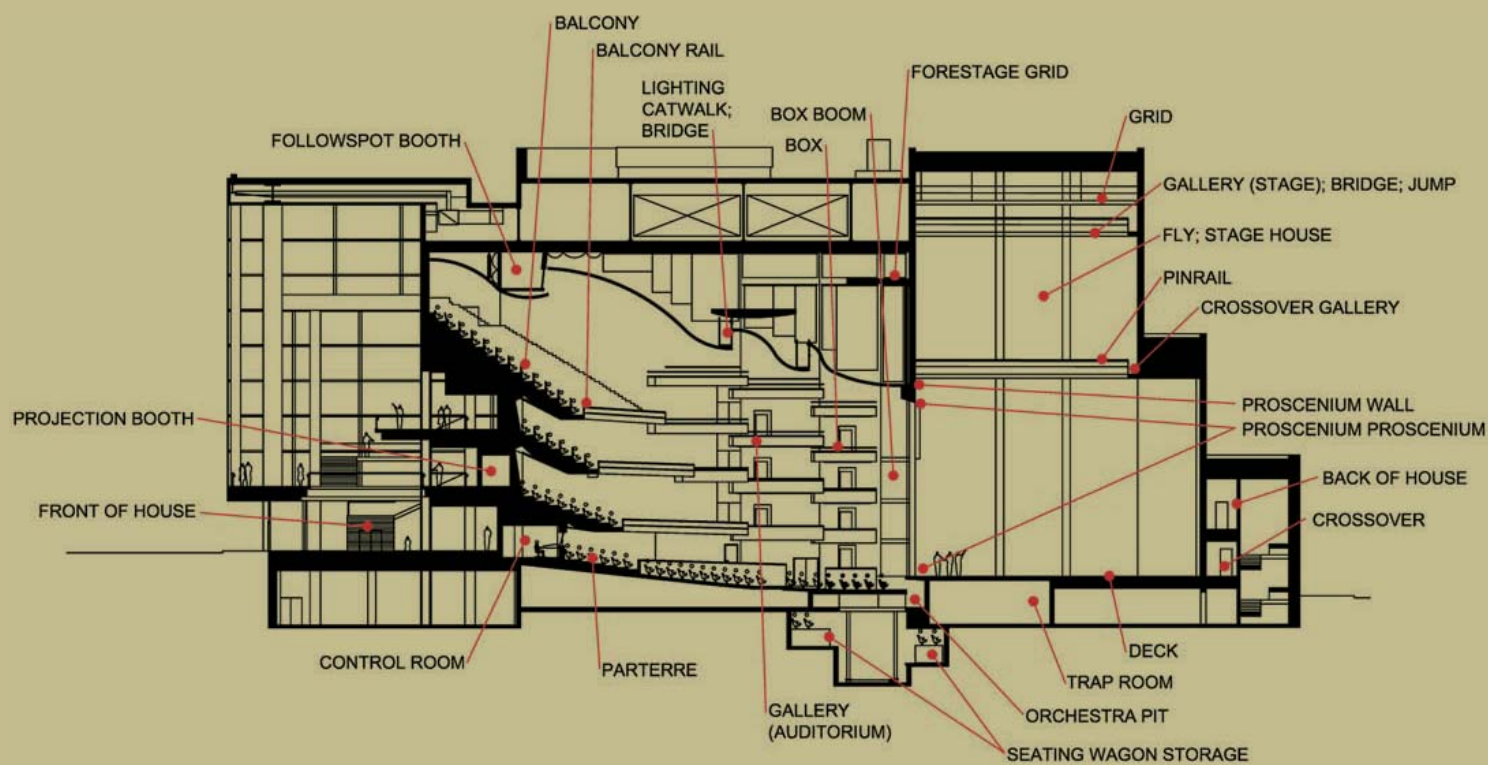 BALCONY
BALCONY RAIL
FORESTAGE GRID
LIGHTING
CATWALK;
BRIDGE
BOX BOOM
GRID
FOLLOWSPOT BOOTH
BOX
GALLERY (STAGE); BRIDGE; JUMP
FLY; STAGE HOUSE
PINRAIL
CROSSOVER GALLERY
PROSCENIUM WALL
PROJECTION BOOTH
PROSCENIUM PROSCENIUM
BACK OF HOUSE
FRONT OF HOUSE
CROSSOVER
CONTROL ROOM
PARTERRE
DECK
TRAP ROOM
GALLERY
(AUDITORIUM)
ORCHESTRA PIT
SEATING WAGON STORAGE